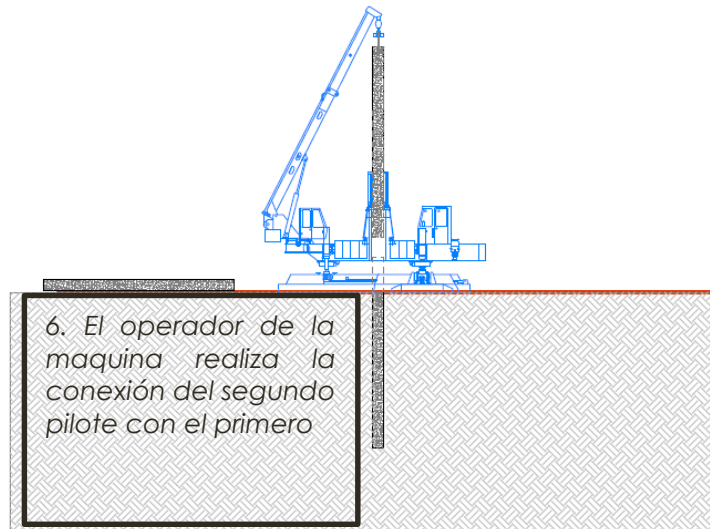 6. El operador de la
maquina realiza la
conexión del segundo
pilote con el primero